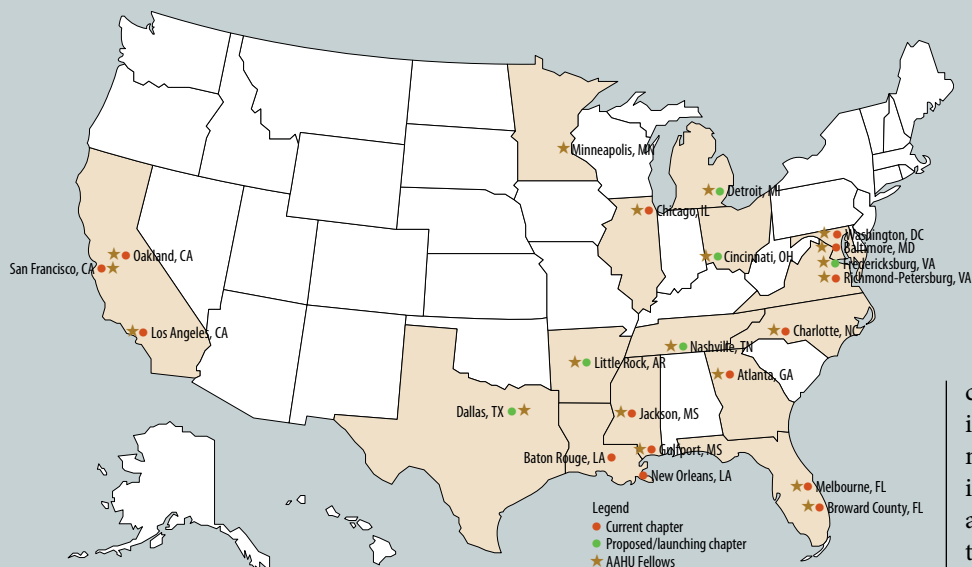 Minneapolis, MN
Detroit, MI
Chicago, IL
Washington, DC
Baltimore, MD
Cincinnati, OH
Fredericksburg, VA
Richmond-Petersburg, VA
Oakland, CA
San Francisco, CA
Los Angeles, CA
Charlotte, NC
Nashville, TN
Little Rock, AR
Atlanta, GA
Dallas, TX
Jackson, MS
Gulfport, MS
Baton Rouge, LA
New Orleans, LA
Melbourne, FL
Broward County, FL
Legend
Current chapter
Proposed/launching chapter
AAHU Fellows